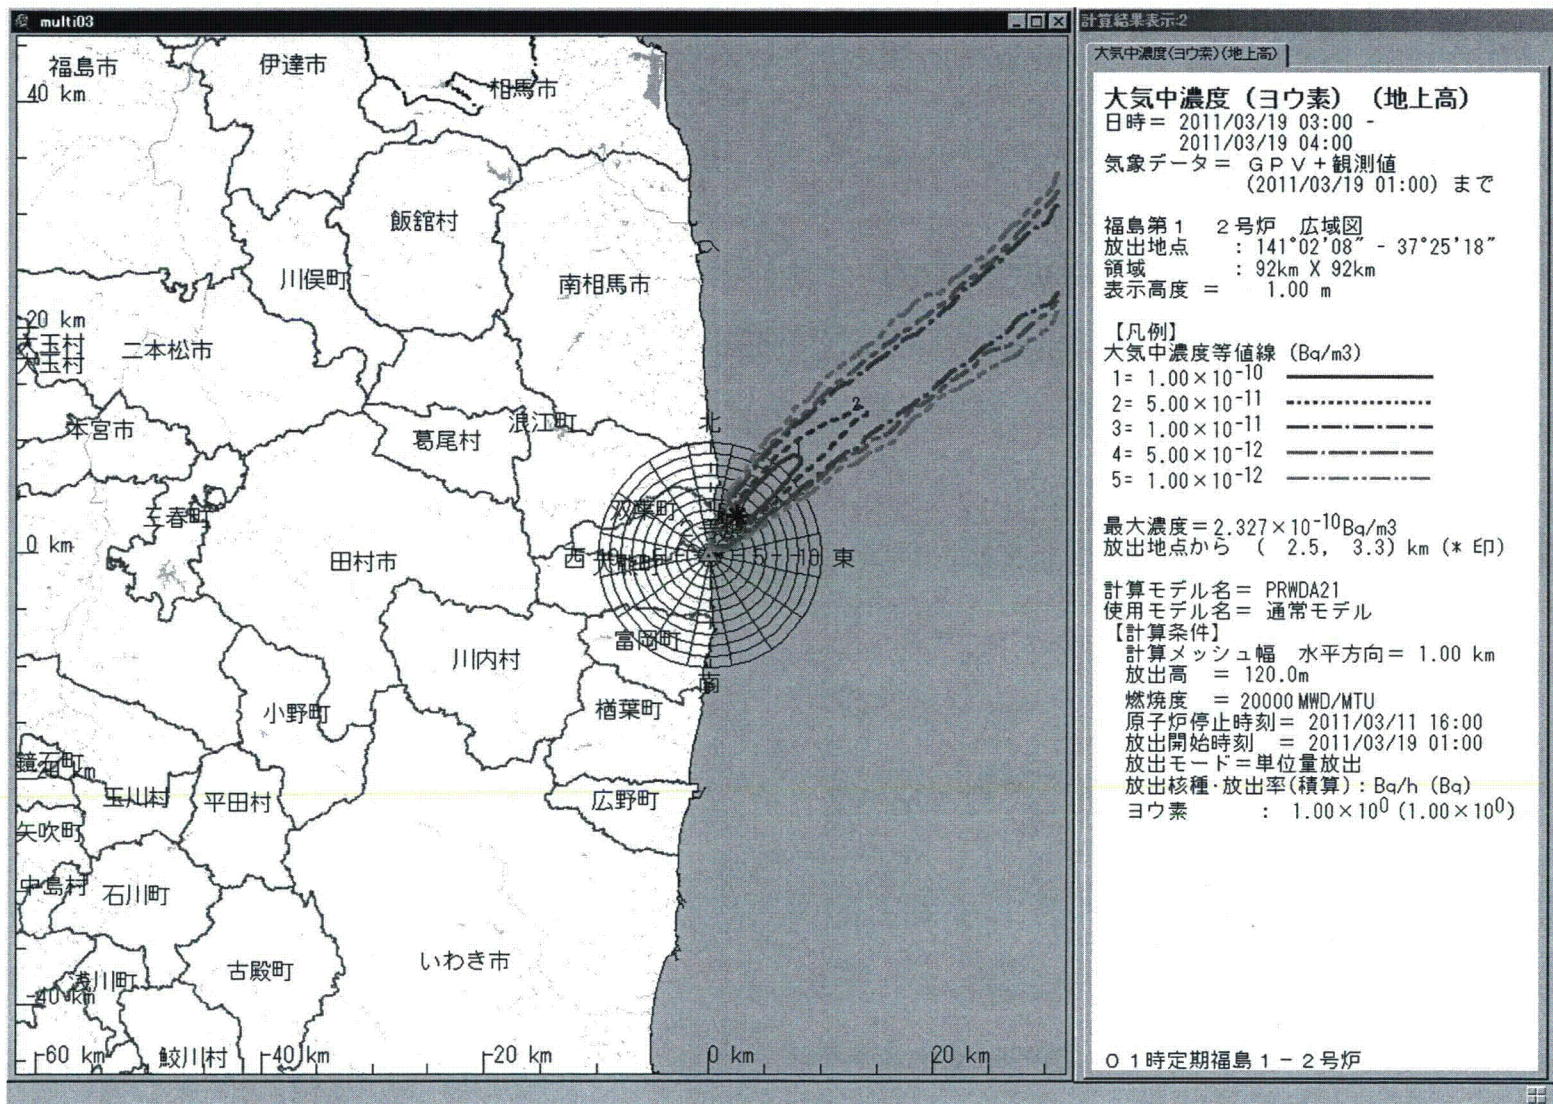 multi03
福島市
伊達市
相馬市
40 km
飯舘村
川俣町
南相馬市
20 km
大玉村
大玉村
二本松市
本宮市
葛尾村
浪江町
北
2
1
三春町
双葉町
0 km
田村市
西
東
富岡町
川内村
南
小野町
楢葉町
鏡石町
玉川村
平田村
広野町
矢吹町
中島村
石川町
いわき市
古殿町
浅川町
-40 km
鮫川村
-60 km
-40 km
-20 km
0 km
20 km
計算結果表示:2
大気中濃度(ヨウ素)(地上高)
大気中濃度 (ヨウ素) (地上高)
日時= 2011/03/19 03:00 -
2011/03/19 04:00
気象データ= GPV+観測値
(2011/03/19 01:00) まで
福島第1 2号炉 広域図
放出地点 : 141°02'08" - 37°25'18"
領域 : 92km X 92km
表示高度 = 1.00 m
【凡例】
大気中濃度等値線 (Bq/m3)
1= 1.00×10^-10
2= 5.00×10^-11
3= 1.00×10^-11
4= 5.00×10^-12
5= 1.00×10^-12
最大濃度=2.327×10^-10Bq/m3
放出地点から ( 2.5, 3.3) km (* 印)
計算モデル名= PRWDA21
使用モデル名= 通常モデル
【計算条件】
計算メッシュ幅 水平方向= 1.00 km
放出高 = 120.0m
燃焼度 = 20000MWD/MTU
原子炉停止時刻= 2011/03/11 16:00
放出開始時刻 = 2011/03/19 01:00
放出モード=単位量放出
放出核種・放出率(積算):Bq/h (Bq)
ヨウ素 : 1.00×10^0 (1.00×10^0)
01時定期福島1-2号炉